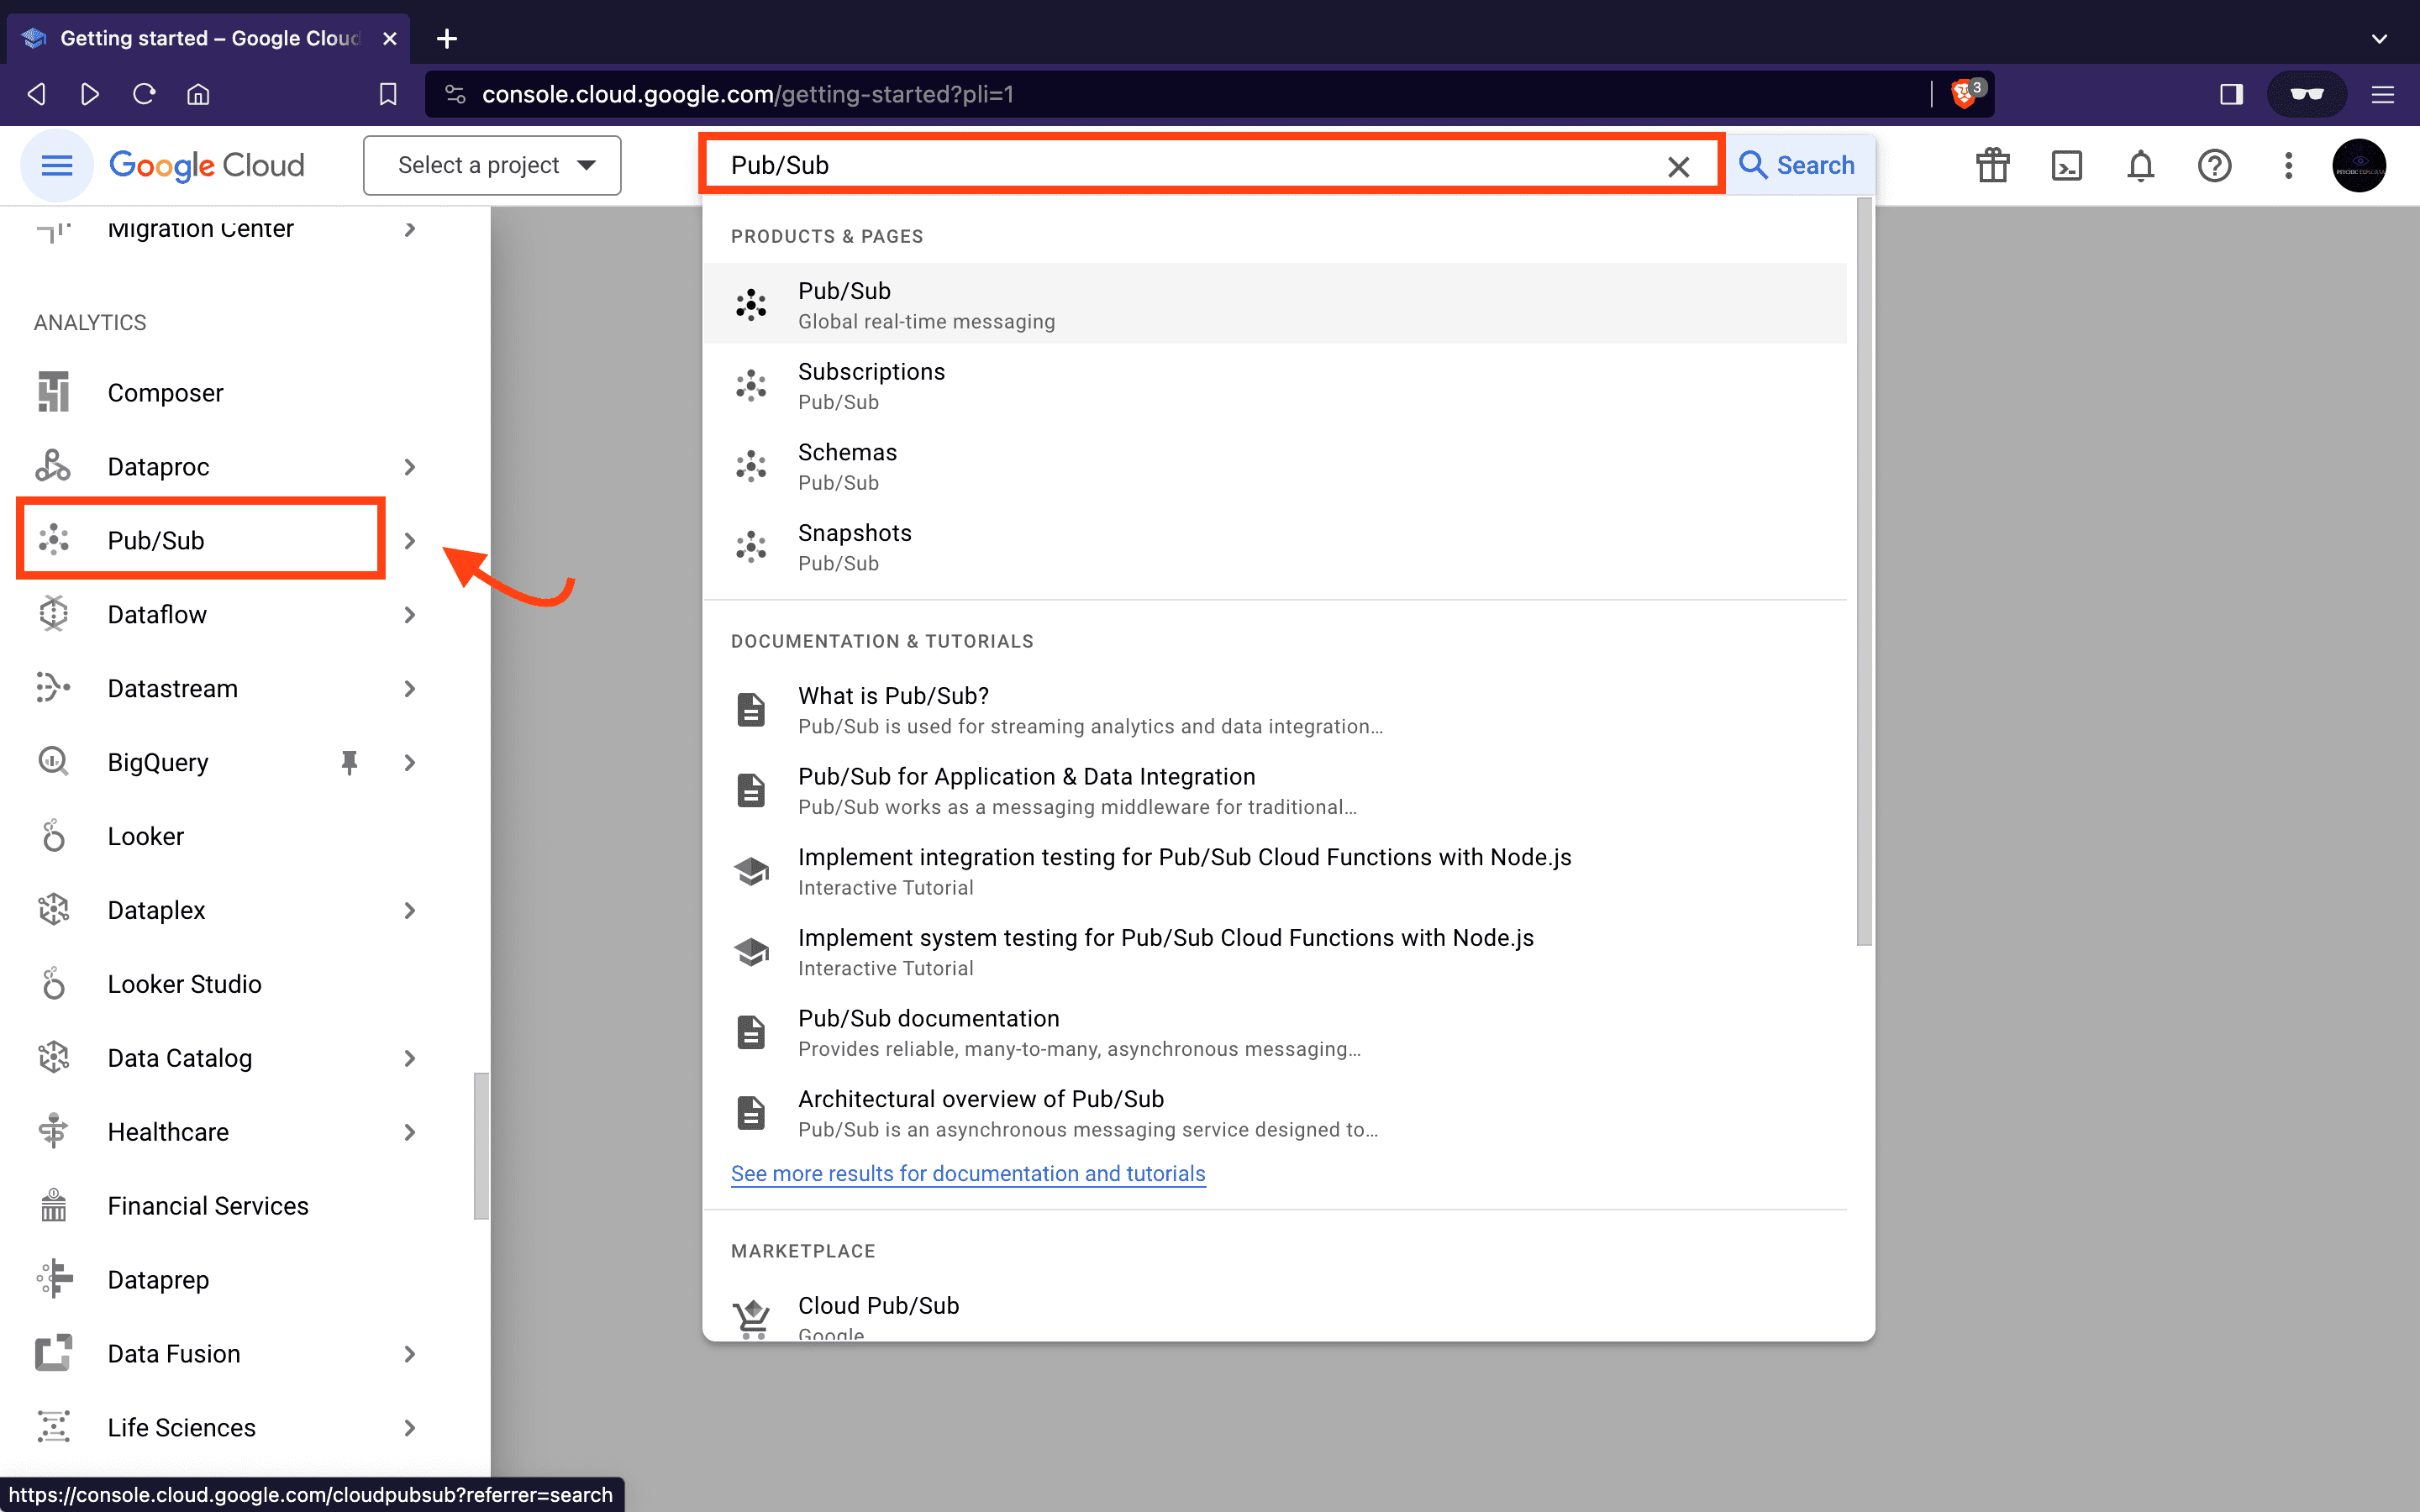 Getting started – Google Cloud
console.cloud.google.com/getting-started?pli=1
3
Google Cloud
Select a project
Pub/Sub
Search
Migration Center
ANALYTICS
Composer
Dataproc
Pub/Sub
Dataflow
Datastream
BigQuery
Looker
Dataplex
Looker Studio
Data Catalog
Healthcare
Financial Services
Dataprep
Data Fusion
Life Sciences
PRODUCTS & PAGES
Pub/Sub
Global real-time messaging
Subscriptions
Pub/Sub
Schemas
Pub/Sub
Snapshots
Pub/Sub
DOCUMENTATION & TUTORIALS
What is Pub/Sub?
Pub/Sub is used for streaming analytics and data integration…
Pub/Sub for Application & Data Integration
Pub/Sub works as a messaging middleware for traditional…
Implement integration testing for Pub/Sub Cloud Functions with Node.js
Interactive Tutorial
Implement system testing for Pub/Sub Cloud Functions with Node.js
Interactive Tutorial
Pub/Sub documentation
Provides reliable, many-to-many, asynchronous messaging…
Architectural overview of Pub/Sub
Pub/Sub is an asynchronous messaging service designed to…
See more results for documentation and tutorials
MARKETPLACE
Cloud Pub/Sub
Google
https://console.cloud.google.com/cloudpubsub?referrer=search